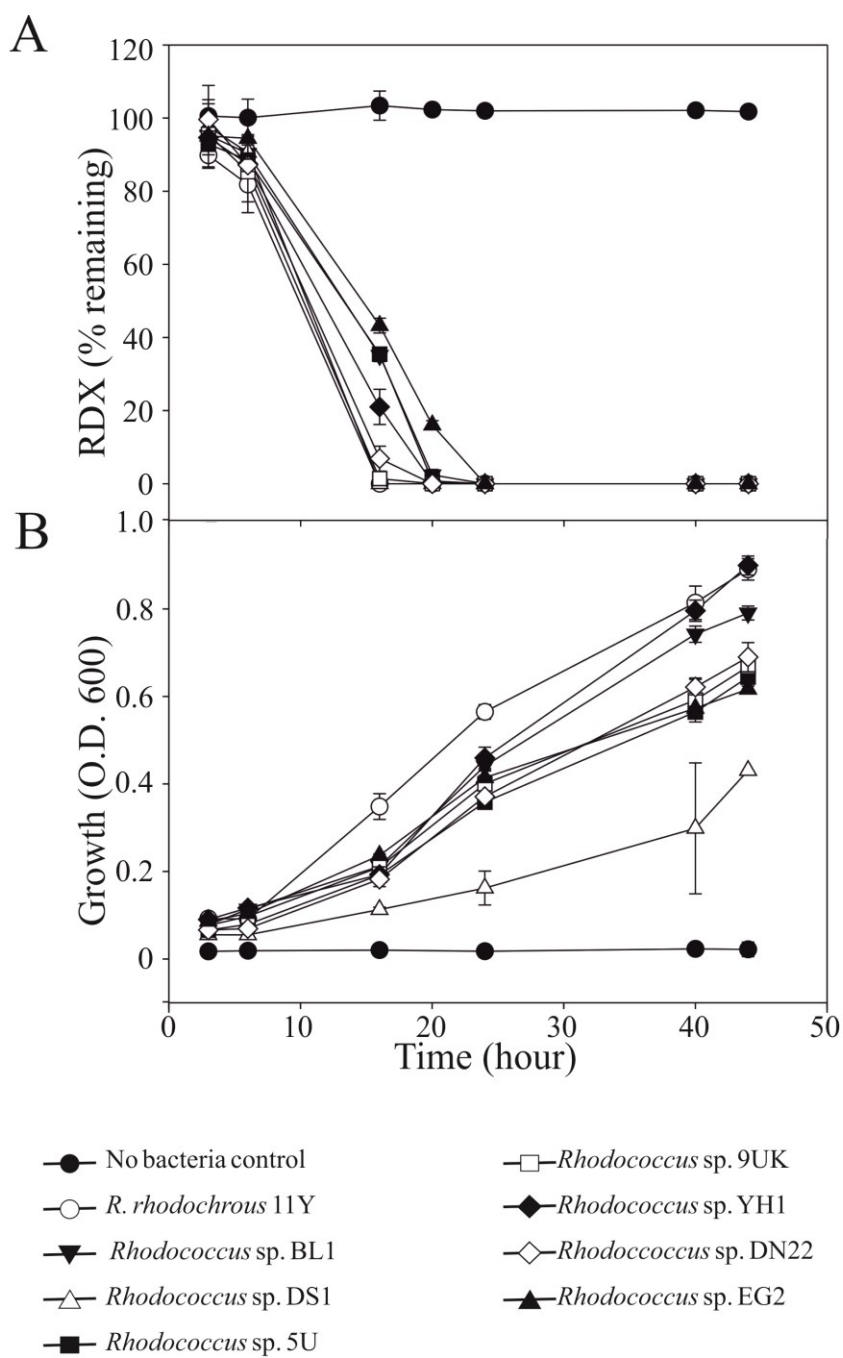 A
120
100
80
60
40
20
0
RDX (% remaining)
B
1.0
0.8
0.6
0.4
0.2
0
Growth (O.D. 600)
0 10 20 30 40 50
Time (hour)
No bacteria control
R. rhodochrous 11Y
Rhodococcus sp. BL1
Rhodococcus sp. DS1
Rhodococcus sp. 5U
Rhodococcus sp. 9UK
Rhodococcus sp. YH1
Rhodoccoccus sp. DN22
Rhodococcus sp. EG2